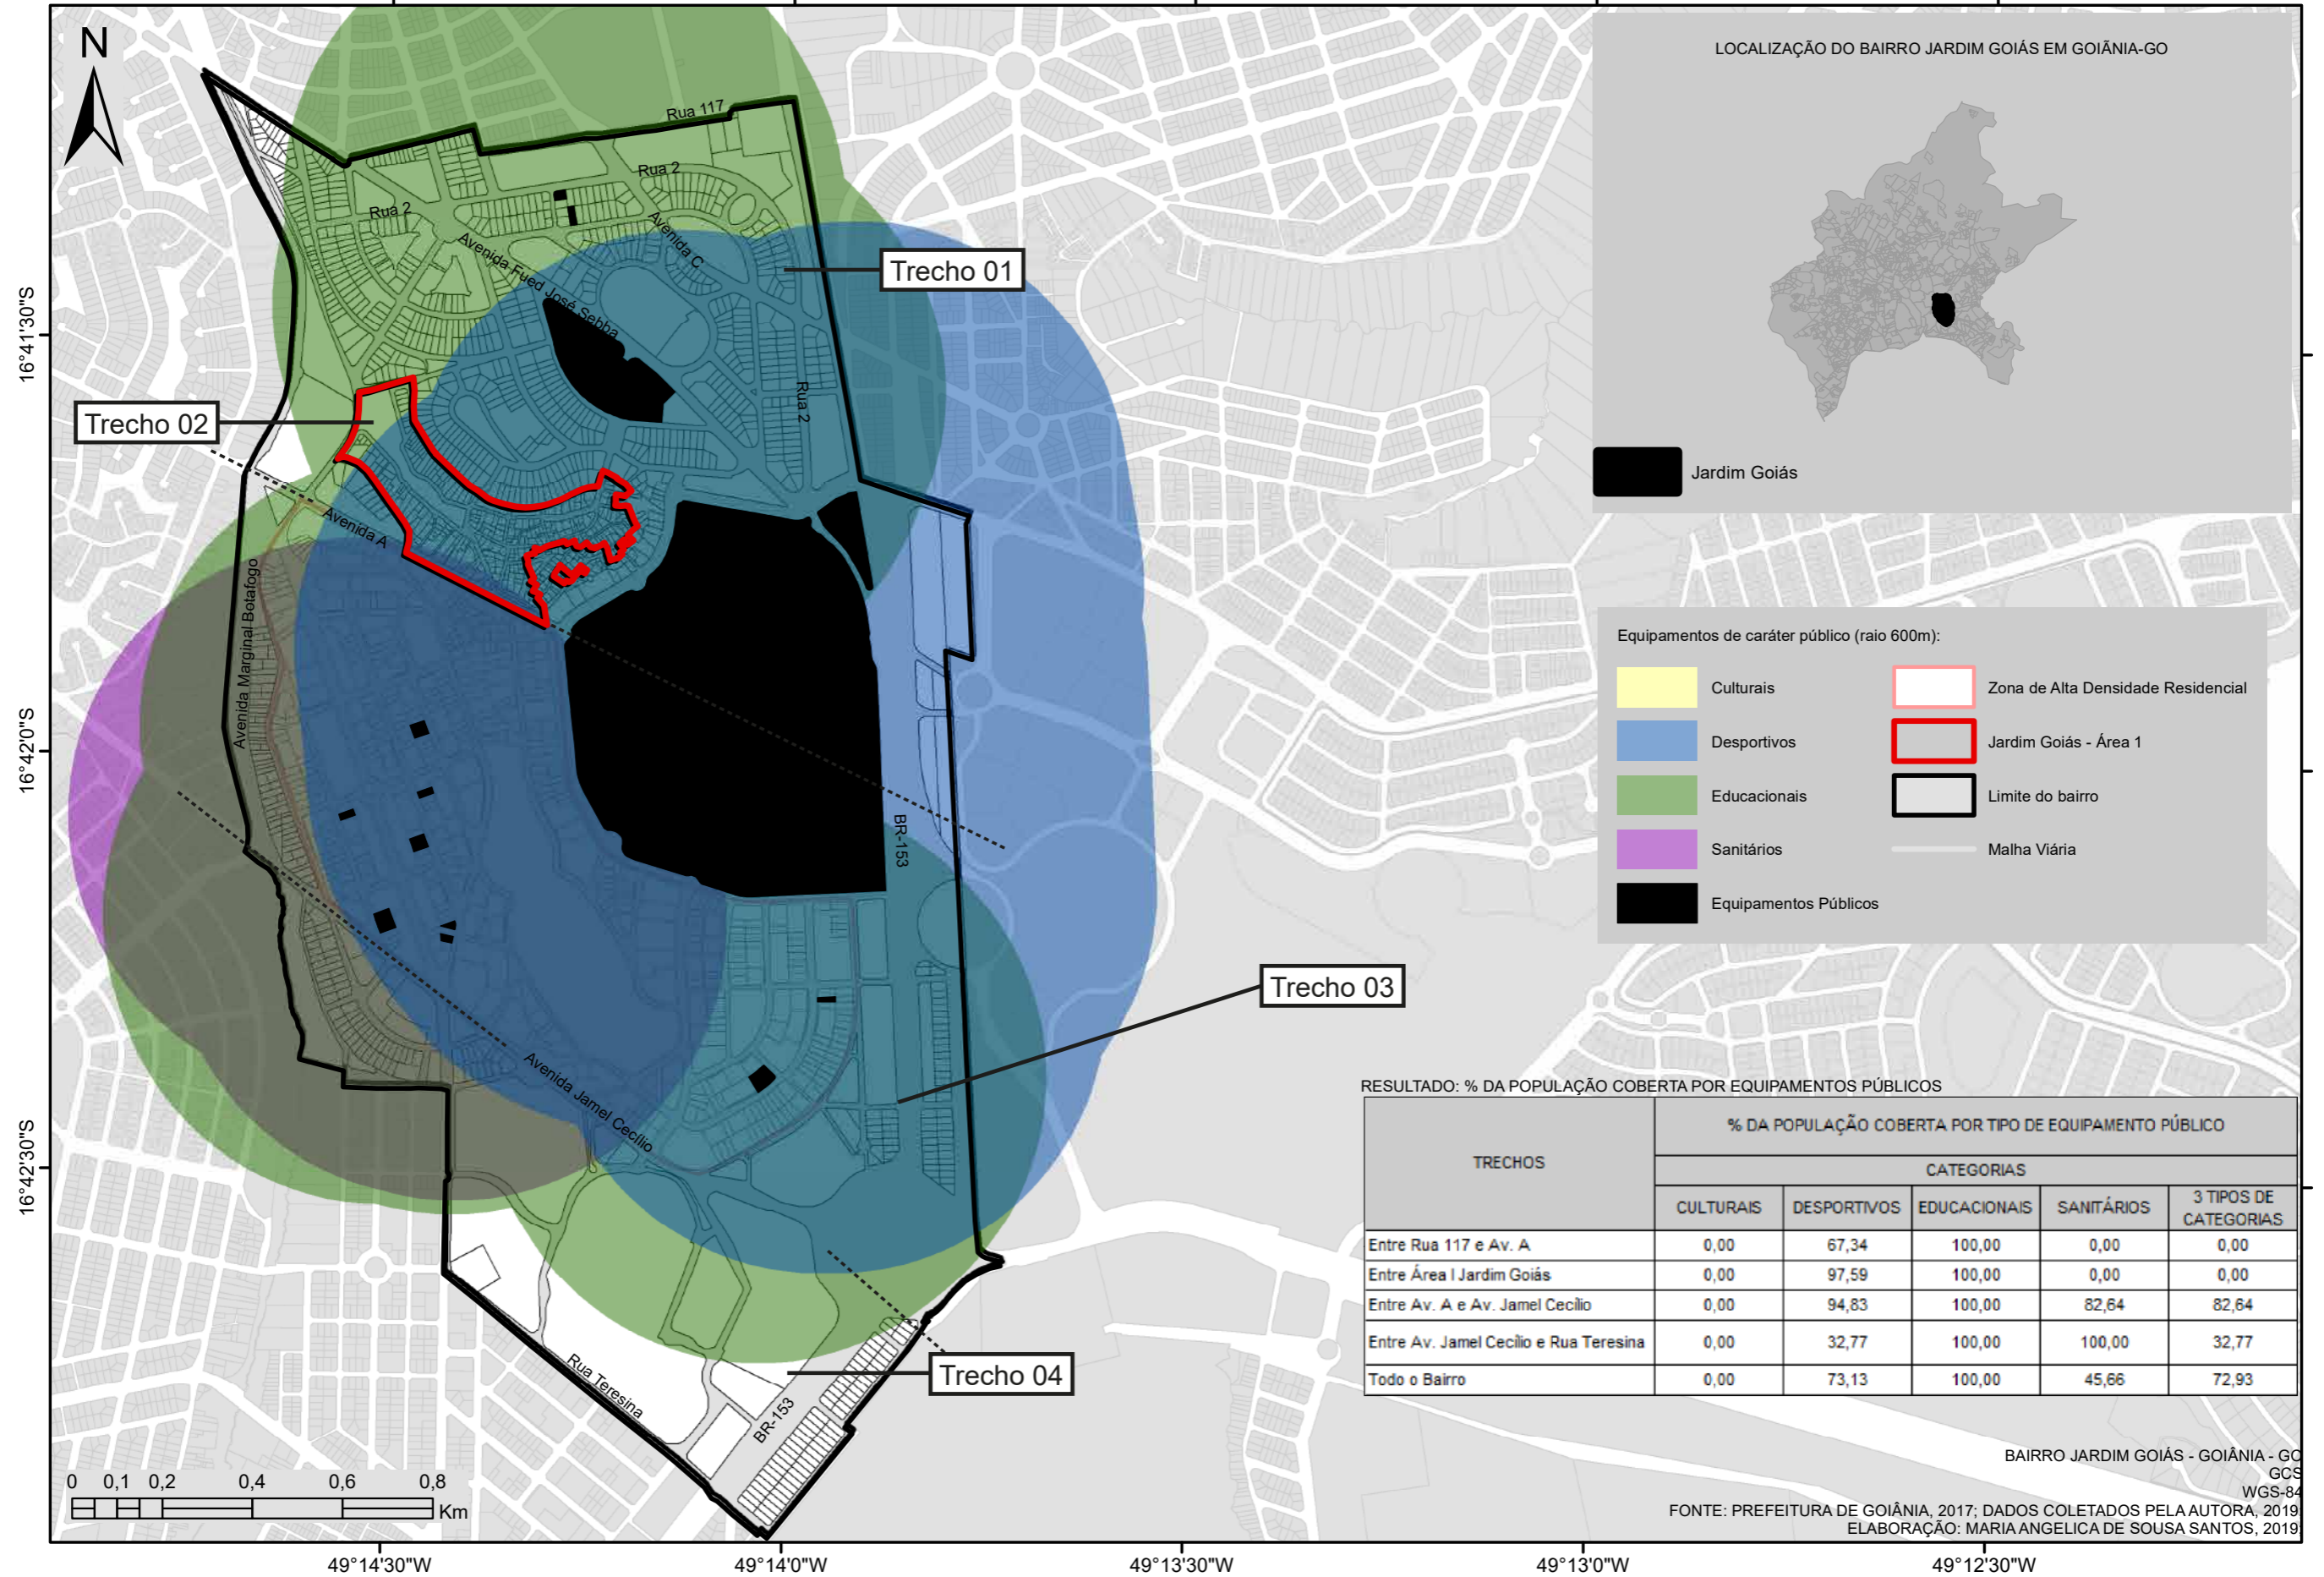 N
LOCALIZAÇÃO DO BAIRRO JARDIM GOIÁS EM GOIÃNIA-GO
Jardim Goiás
Rua 117
Rua 2
Rua 2
Avenida C
Avenida Fued José Sebba
Trecho 01
Rua 2
Trecho 02
Avenida A
Avenida Marginal Botafogo
BR-153
Trecho 03
Avenida Jamel Cecílio
Trecho 04
Rua Teresina
BR-153
16°41'30"S
16°42'0"S
16°42'30"S
Equipamentos de caráter público (raio 600m):
Culturais
Zona de Alta Densidade Residencial
Desportivos
Jardim Goiás - Área 1
Educacionais
Limite do bairro
Sanitários
Malha Viária
Equipamentos Públicos
RESULTADO: % DA POPULAÇÃO COBERTA POR EQUIPAMENTOS PÚBLICOS
TRECHOS
% DA POPULAÇÃO COBERTA POR TIPO DE EQUIPAMENTO PÚBLICO
CATEGORIAS
CULTURAIS DESPORTIVOS EDUCACIONAIS SANITÁRIOS 3 TIPOS DE
CATEGORIAS
Entre Rua 117 e Av. A 0,00 67,34 100,00 0,00 0,00
Entre Área I Jardim Goiás 0,00 97,59 100,00 0,00 0,00
Entre Av. A e Av. Jamel Cecílio 0,00 94,83 100,00 82,64 82,64
Entre Av. Jamel Cecílio e Rua Teresina 0,00 32,77 100,00 100,00 32,77
Todo o Bairro 0,00 73,13 100,00 45,66 72,93
BAIRRO JARDIM GOIÁS - GOIÂNIA - GO
GCS
WGS-84
FONTE: PREFEITURA DE GOIÂNIA, 2017; DADOS COLETADOS PELA AUTORA, 2019
ELABORAÇÃO: MARIA ANGELICA DE SOUSA SANTOS, 2019
0 0,1 0,2 0,4 0,6 0,8
Km
49°14'30"W
49°14'0"W
49°13'30"W
49°13'0"W
49°12'30"W